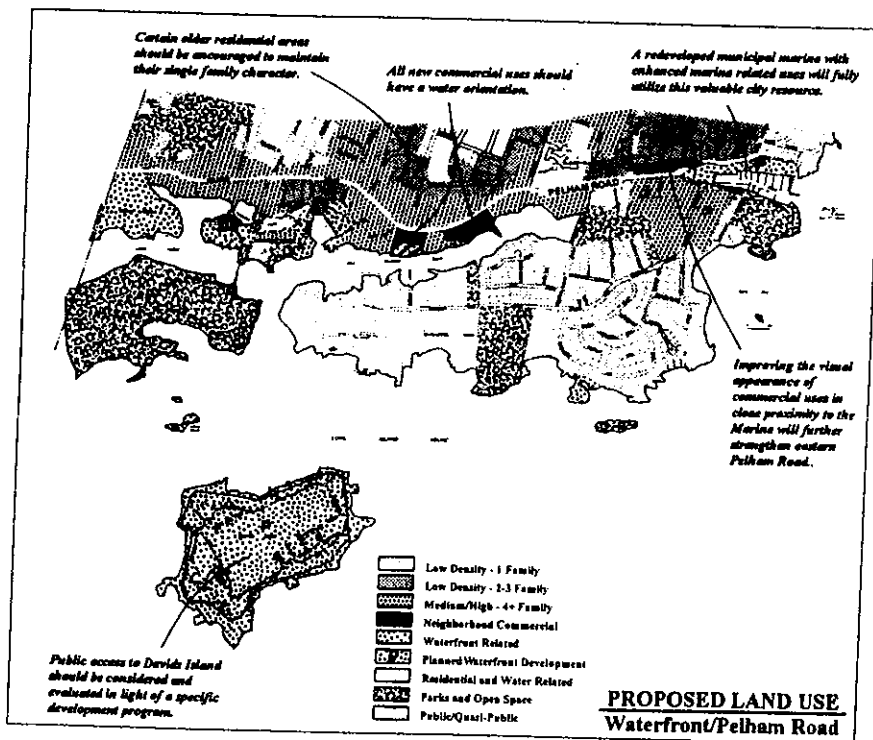 Certain older residential areas
should be encouraged to maintain
their single family character.
All new commercial uses should
have a water orientation.
A redeveloped municipal marina with
enhanced marina related uses will fully
utilize this valuable city resource.
PELHAM ROAD
Improving the visual
appearance of
commercial uses in
close proximity to the
Marina will further
strengthen eastern
Pelham Road.
LONG ISLAND SOUND
Public access to Davids Island
should be considered and
evaluated in light of a specific
development program.
Low Density - 1 Family
Low Density - 2-3 Family
Medium/High - 4+ Family
Neighborhood Commercial
Waterfront Related
Planned Waterfront Development
Residential and Water Related
Parks and Open Space
Public/Quasi-Public
PROPOSED LAND USE
Waterfront/Pelham Road